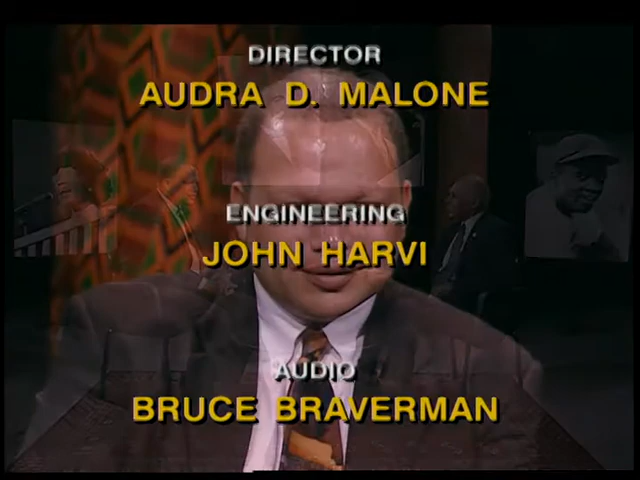 DIRECTOR
AUDRA D. MALONE
ENGINEERING
JOHN HARVI
AUDIO
BRUCE BRAVERMAN